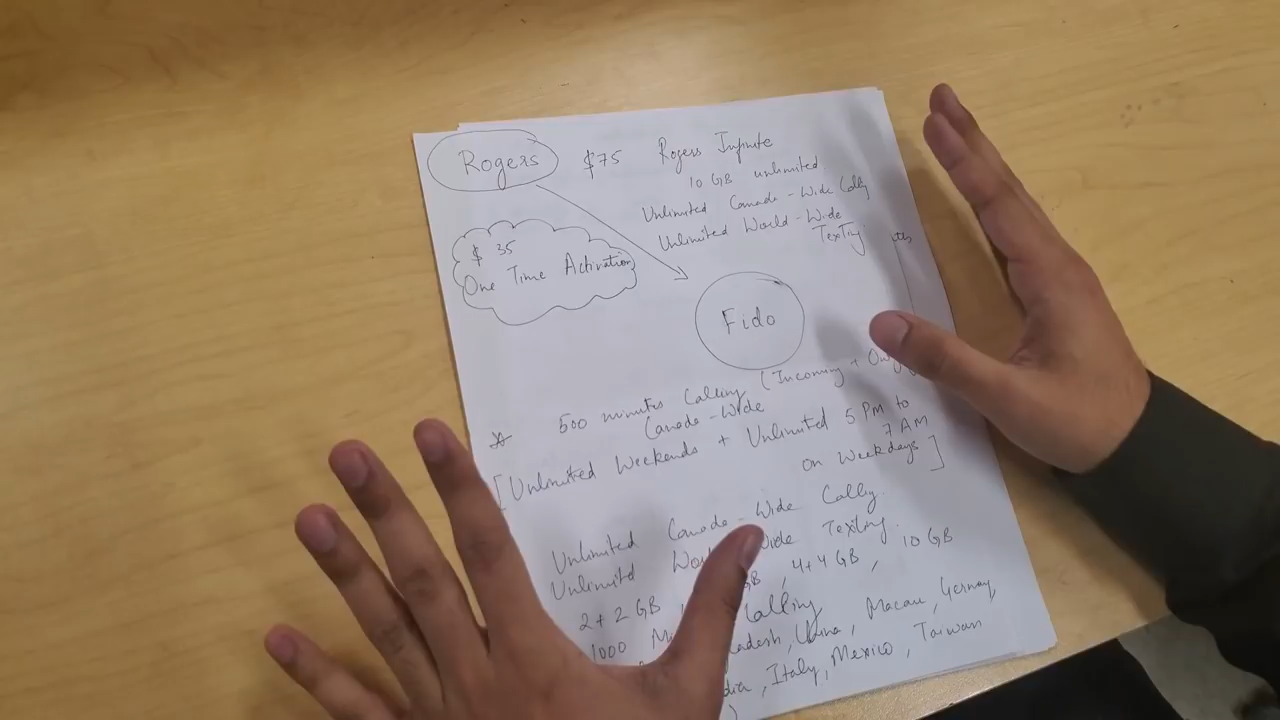 Rogers $75 Rogers Infinite
10 GB unlimited
Unlimited Canada-Wide Calling
Unlimited World-Wide
Texting
$35
One Time Activation
Fido
500 minutes Calling (Incoming +
Canada-Wide
[Unlimited Weekends + Unlimited 5 PM to
7 AM
on Weekdays]
Unlimited Canada-Wide Calling.
Unlimited Wide Texting.
2+2 GB GB, 4+4 GB, 10 GB
1000 Calling
China, Macau, Germany,
Italy, Mexico, Taiwan